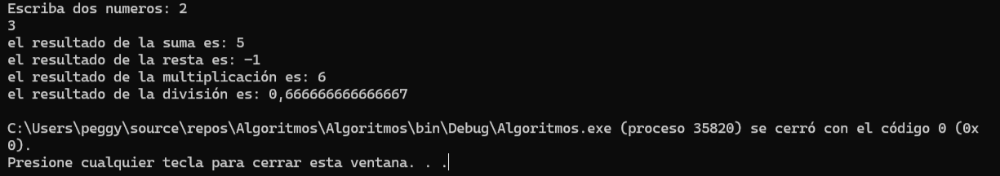 Escriba dos numeros: 2
3
el resultado de la suma es: 5
el resultado de la resta es: -1
el resultado de la multiplicación es: 6
el resultado de la división es: 0,666666666666667
C:\Users\peggy\source\repos\Algoritmos\Algoritmos\bin\Debug\Algoritmos.exe (proceso 35820) se cerró con el código 0 (0x
0).
Presione cualquier tecla para cerrar esta ventana. . .